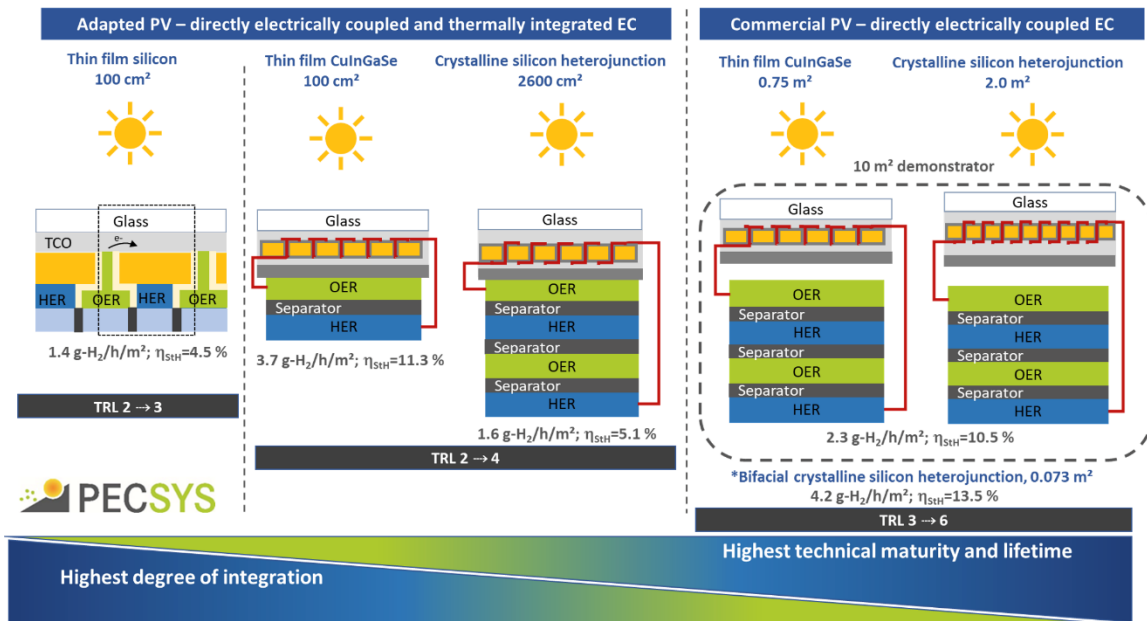 Adapted PV – directly electrically coupled and thermally integrated EC
Commercial PV – directly electrically coupled EC
Thin film silicon
100 cm²
Thin film CuInGaSe
100 cm²
Crystalline silicon heterojunction
2600 cm²
Thin film CuInGaSe
0.75 m²
Crystalline silicon heterojunction
2.0 m²
10 m² demonstrator
Glass
TCO
e-
HER
OER
HER
OER
1.4 g-H₂/h/m²; ηStH=4.5 %
TRL 2 → 3
Glass
OER
Separator
HER
3.7 g-H₂/h/m²; ηStH=11.3 %
Glass
OER
Separator
HER
Separator
OER
Separator
HER
1.6 g-H₂/h/m²; ηStH=5.1 %
TRL 2 → 4
Glass
OER
Separator
HER
Separator
OER
Separator
HER
Glass
OER
Separator
HER
Separator
OER
Separator
HER
2.3 g-H₂/h/m²; ηStH=10.5 %
*Bifacial crystalline silicon heterojunction, 0.073 m²
4.2 g-H₂/h/m²; ηStH=13.5 %
TRL 3 → 6
PECSYS
Highest degree of integration
Highest technical maturity and lifetime